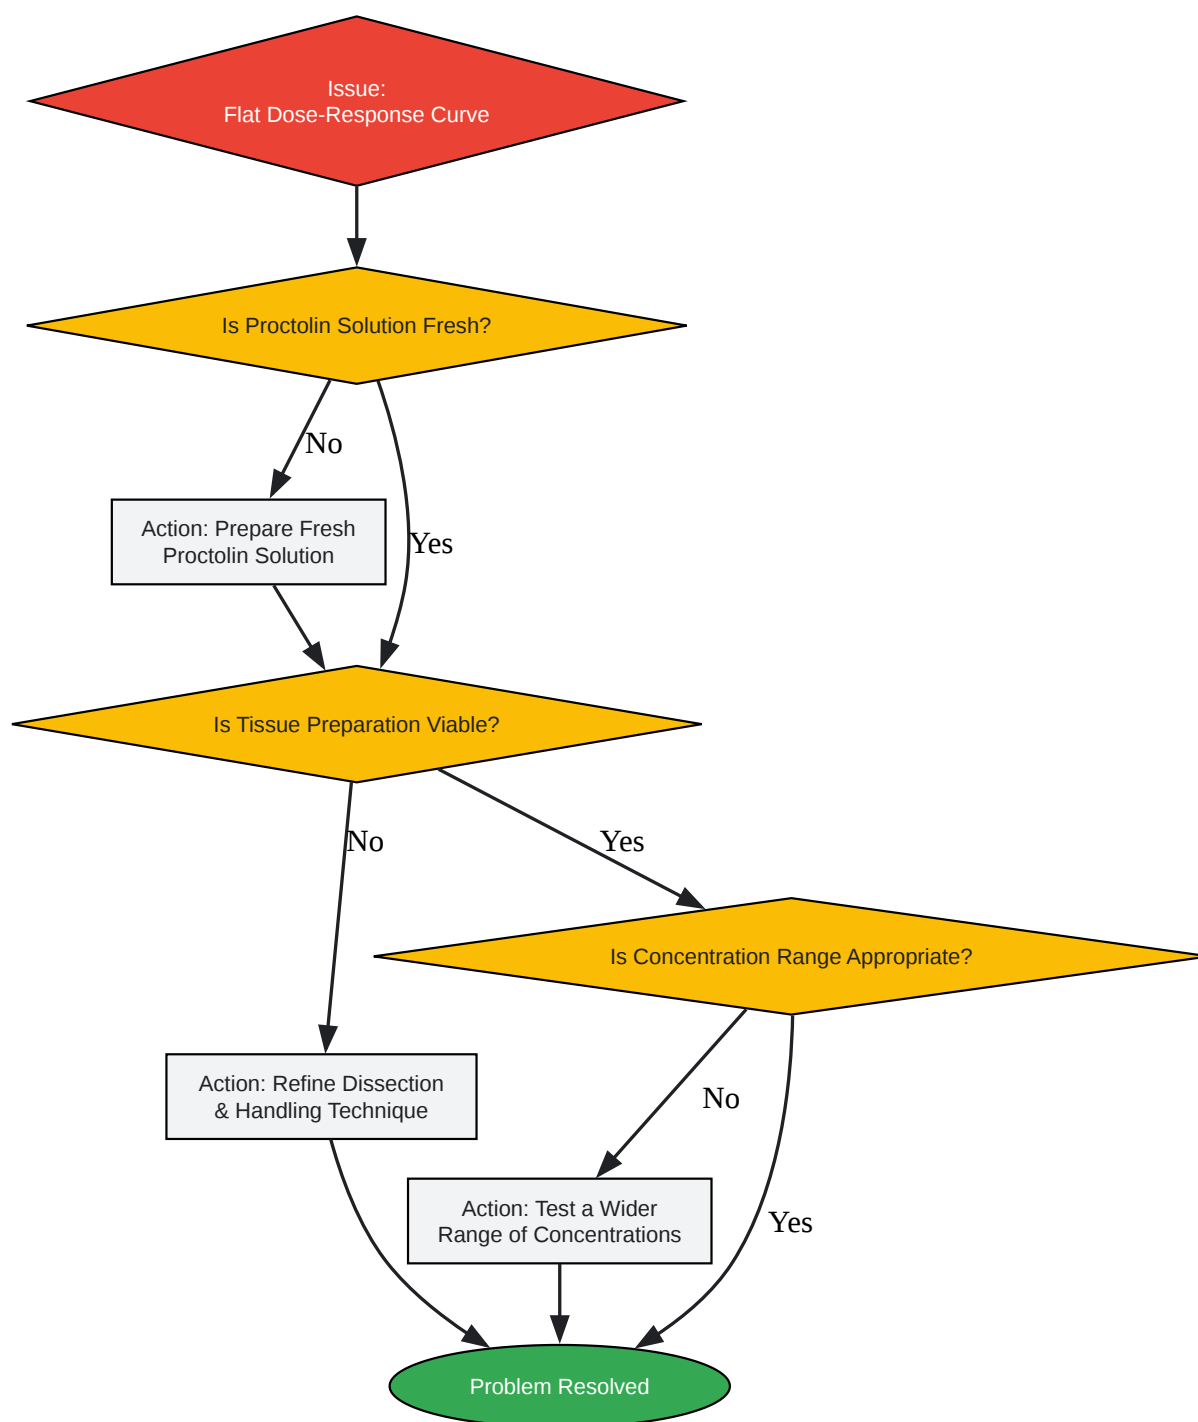 Issue:
Flat Dose-Response Curve
Is Proctolin Solution Fresh?
No
Action: Prepare Fresh
Proctolin Solution
Yes
Is Tissue Preparation Viable?
No
Yes
Is Concentration Range Appropriate?
Action: Refine Dissection
& Handling Technique
No
Action: Test a Wider
Range of Concentrations
Yes
Problem Resolved